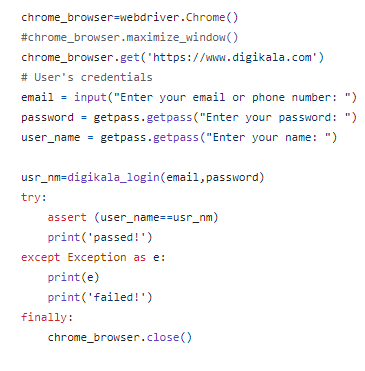 chrome_browser=webdriver.Chrome()
#chrome_browser.maximize_window()
chrome_browser.get('https://www.digikala.com')
# User's credentials
email = input("Enter your email or phone number: ")
password = getpass.getpass("Enter your password: ")
user_name = getpass.getpass("Enter your name: ")

usr_nm=digikala_login(email,password)
try:
    assert (user_name==usr_nm)
    print('passed!')
except Exception as e:
    print(e)
    print('failed!')
finally:
    chrome_browser.close()